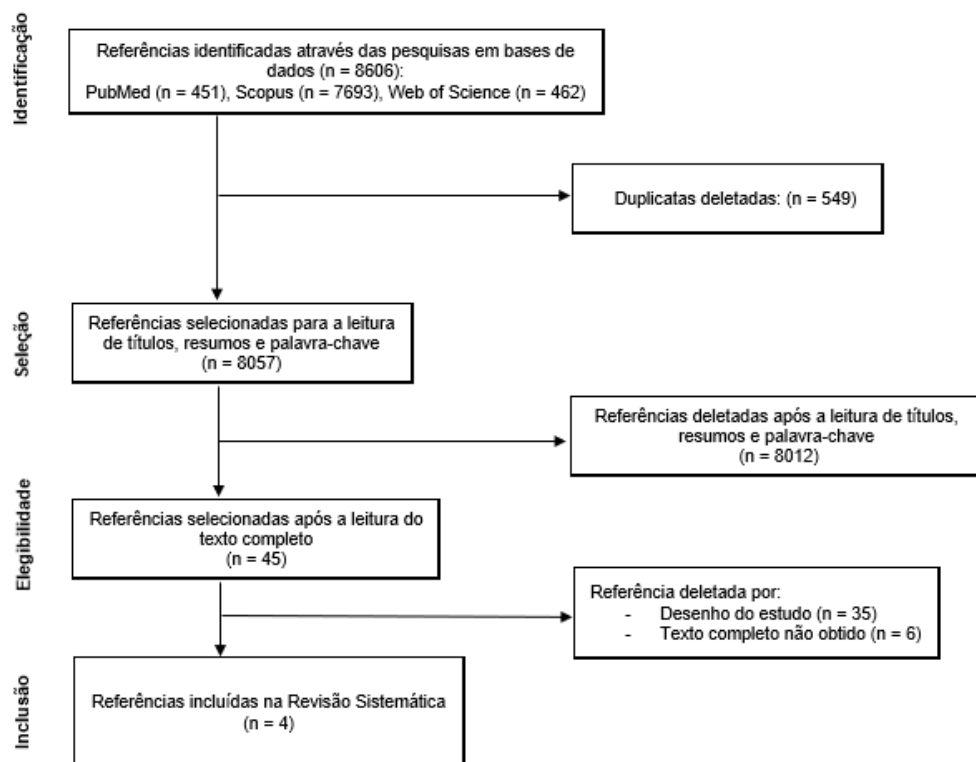 Identificação
Referências identificadas através das pesquisas em bases de
dados (n = 8606):
PubMed (n = 451), Scopus (n = 7693), Web of Science (n = 462)
Duplicatas deletadas: (n = 549)
Seleção
Referências selecionadas para a leitura
de títulos, resumos e palavra-chave
(n = 8057)
Referências deletadas após a leitura de títulos,
resumos e palavra-chave
(n = 8012)
Elegibilidade
Referências selecionadas após a leitura do
texto completo
(n = 45)
Referência deletada por:
- Desenho do estudo (n = 35)
- Texto completo não obtido (n = 6)
Inclusão
Referências incluídas na Revisão Sistemática
(n = 4)